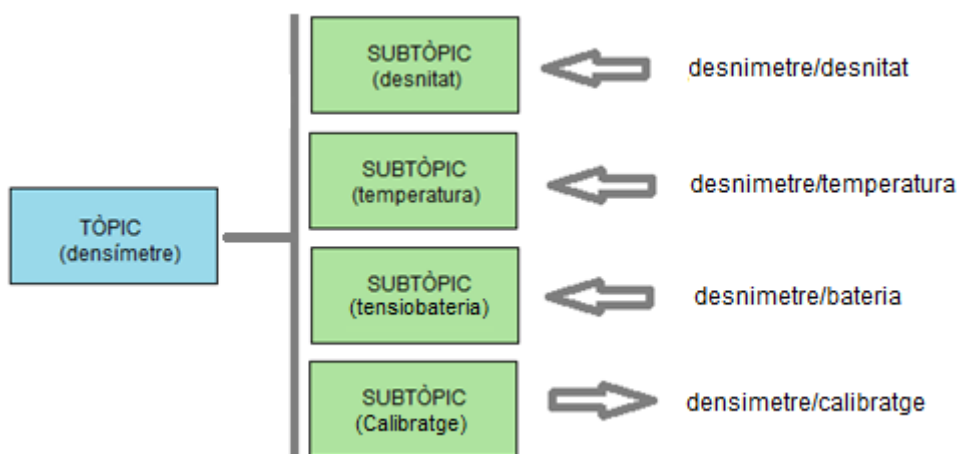 SUBTÒPIC
(desnitat)
desnimetre/desnitat
SUBTÒPIC
(temperatura)
desnimetre/temperatura
TÒPIC
(densímetre)
SUBTÒPIC
(tensiobateria)
desnimetre/bateria
SUBTÒPIC
(Calibratge)
densimetre/calibratge